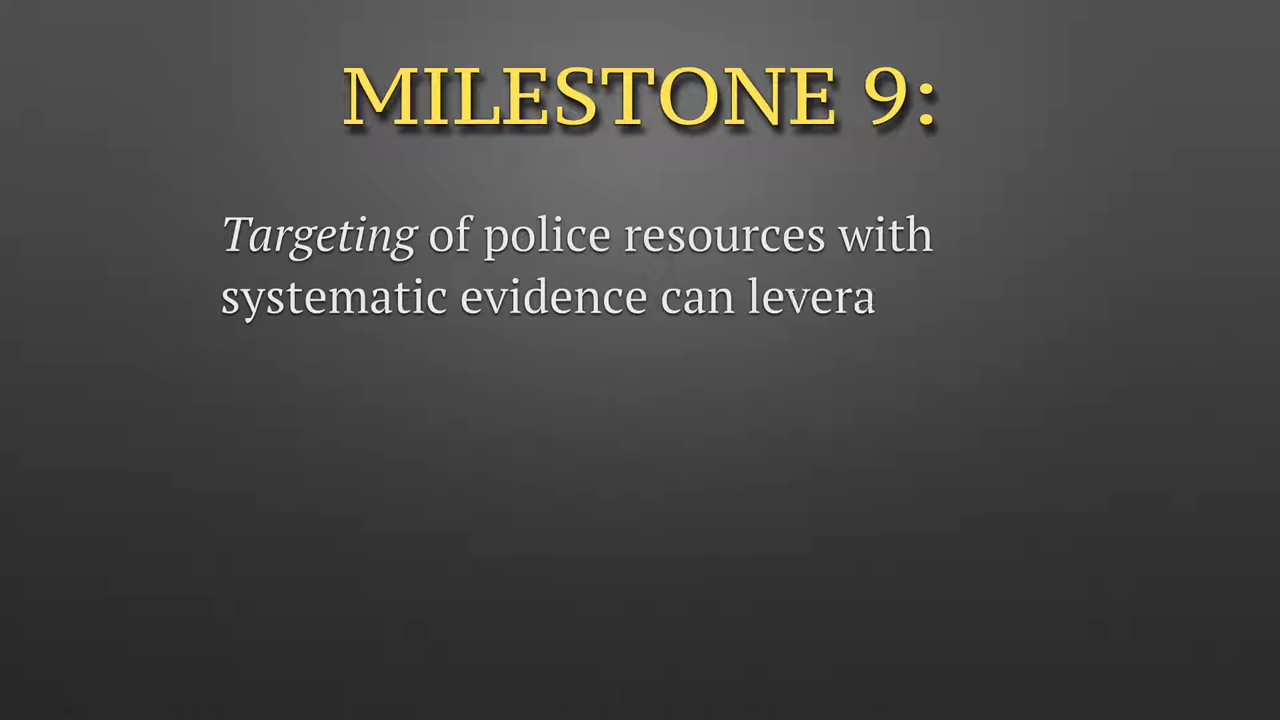 MILESTONE 9:
Targeting of police resources with
systematic evidence can levera